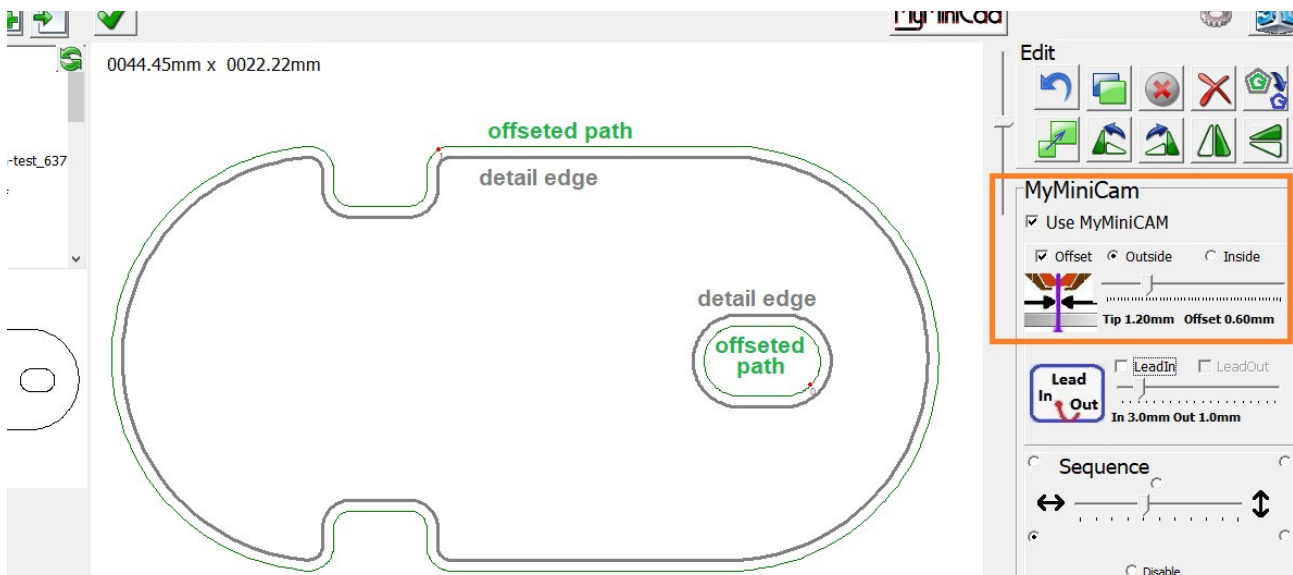 MyMiniCad
0044.45mm x 0022.22mm
Edit
offseted path
r-test_637
1
detail edge
MyMiniCam
Use MyMiniCAM
Offset Outside Inside
detail edge
Tip 1.20mm Offset 0.60mm
offseted
path
0
LeadIn LeadOut
Lead
In Out
In 3.0mm Out 1.0mm
Sequence
Disable